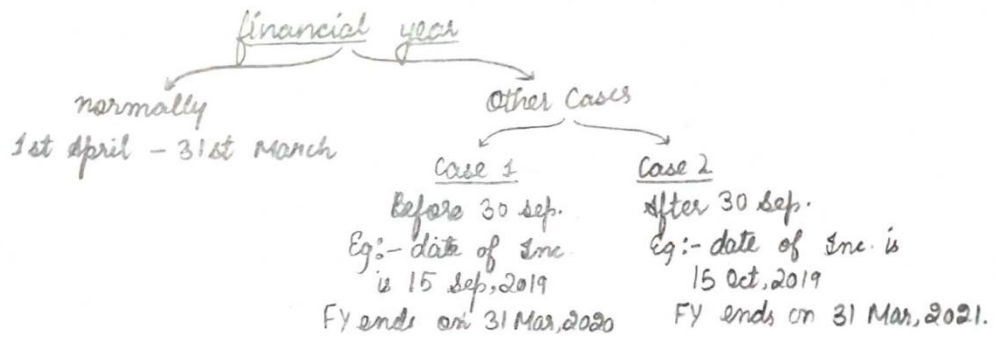 financial year
normally
1st April - 31st March
Other Cases
Case 1
Before 30 sep.
Eg:- date of Inc
is 15 Sep, 2019
FY ends on 31 Mar, 2020
Case 2
After 30 Sep.
Eg:- date of Inc. is
15 Oct, 2019
FY ends on 31 Mar, 2021.